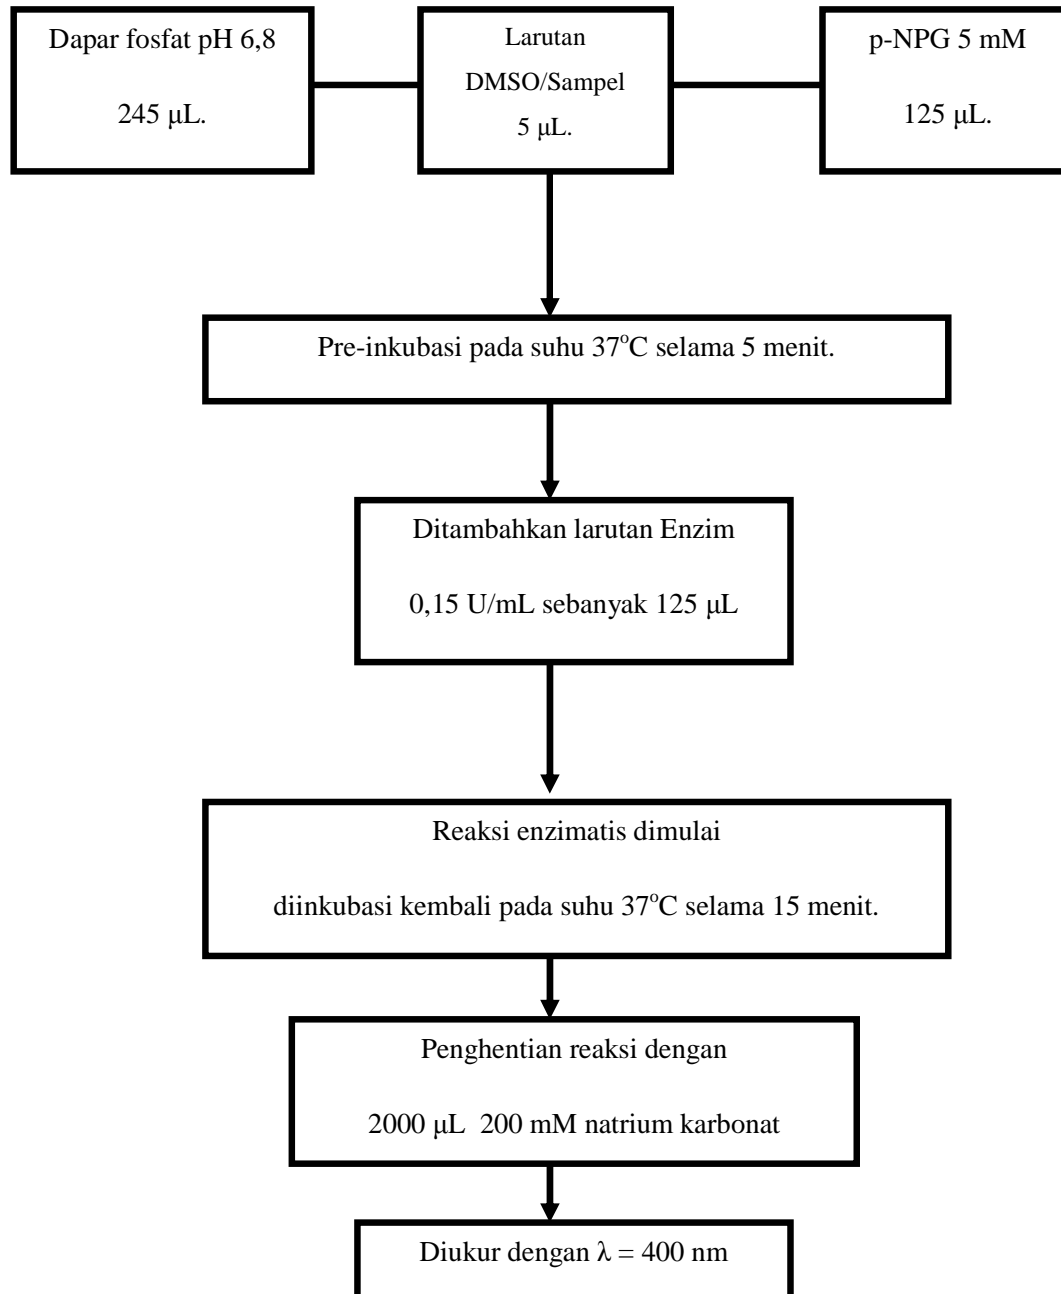 Dapar fosfat pH 6,8
245 μL.
Larutan
DMSO/Sampel
5 μL.
p-NPG 5 mM
125 μL.
Pre-inkubasi pada suhu 37°C selama 5 menit.
Ditambahkan larutan Enzim
0,15 U/mL sebanyak 125 μL
Reaksi enzimatis dimulai
diinkubasi kembali pada suhu 37°C selama 15 menit.
Penghentian reaksi dengan
2000 μL 200 mM natrium karbonat
Diukur dengan λ = 400 nm